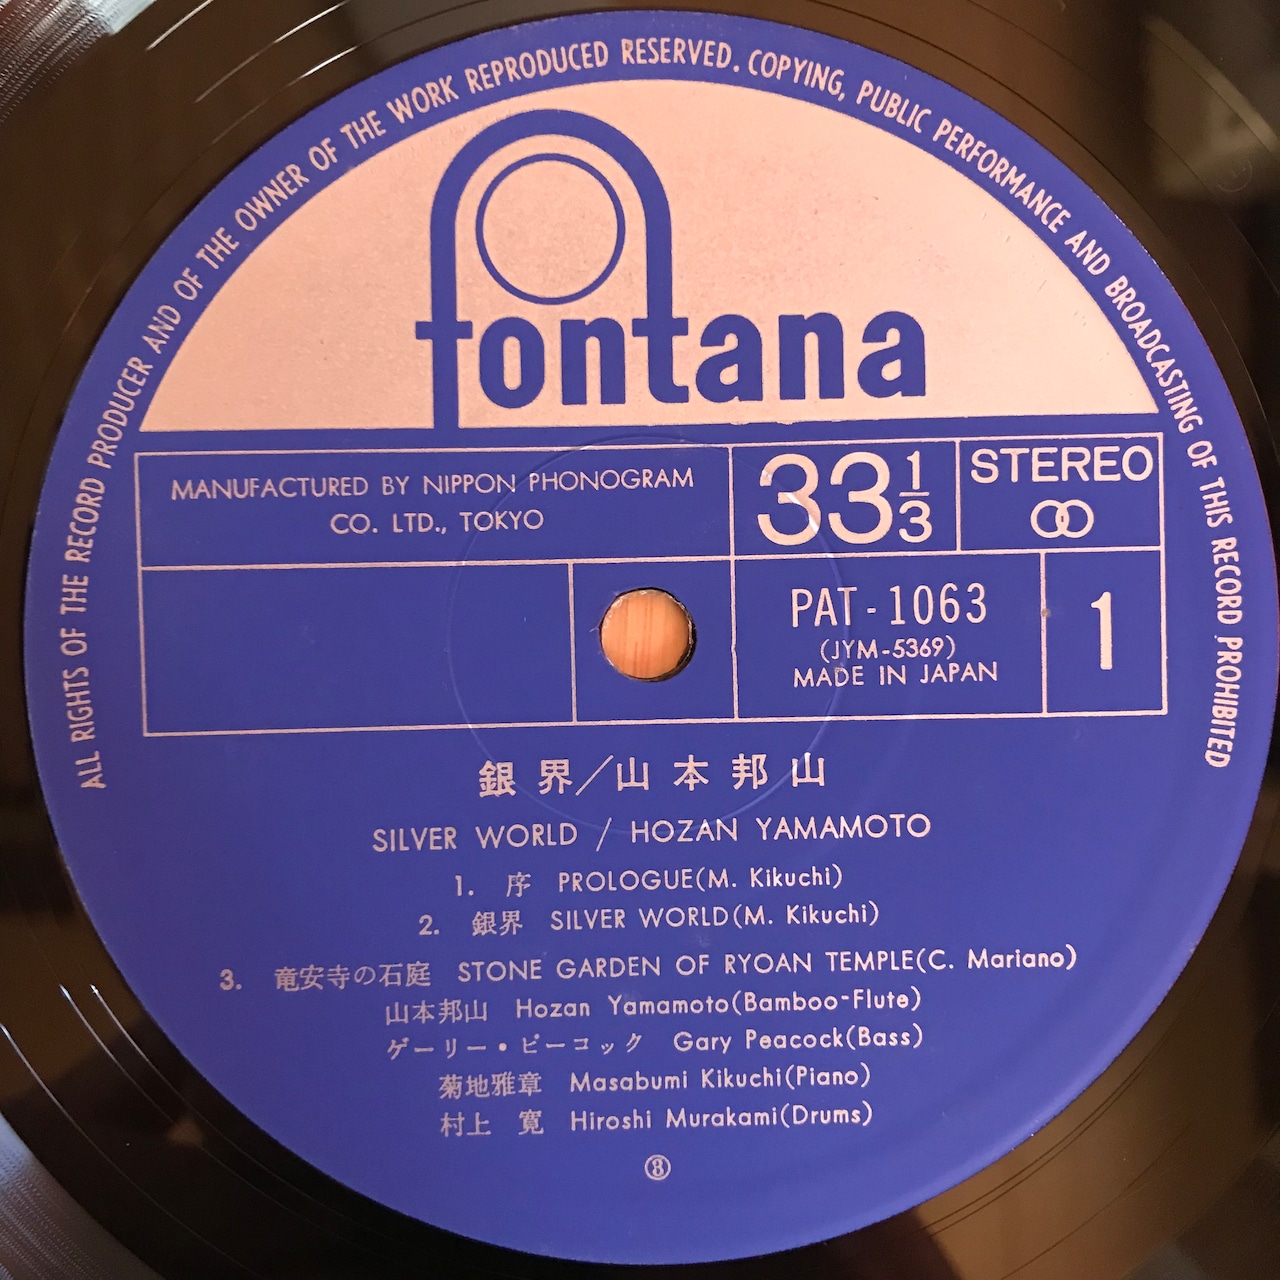 ALL RIGHTS OF THE RECORD PRODUCER AND OF THE OWNER OF THE WORK REPRODUCED RESERVED. COPYING, PUBLIC PERFORMANCE AND BROADCASTING OF THIS RECORD PROHIBITED
fontana
MANUFACTURED BY NIPPON PHONOGRAM
CO. LTD., TOKYO
33 1/3
STEREO
PAT-1063
(JYM-5369)
MADE IN JAPAN
1
銀界/山本邦山
SILVER WORLD / HOZAN YAMAMOTO
1. 序 PROLOGUE(M. Kikuchi)
2. 銀界 SILVER WORLD(M. Kikuchi)
3. 竜安寺の石庭 STONE GARDEN OF RYOAN TEMPLE(C. Mariano)
山本邦山 Hozan Yamamoto(Bamboo-Flute)
ゲーリー・ピーコック Gary Peacock(Bass)
菊地雅章 Masabumi Kikuchi(Piano)
村上 寛 Hiroshi Murakami(Drums)